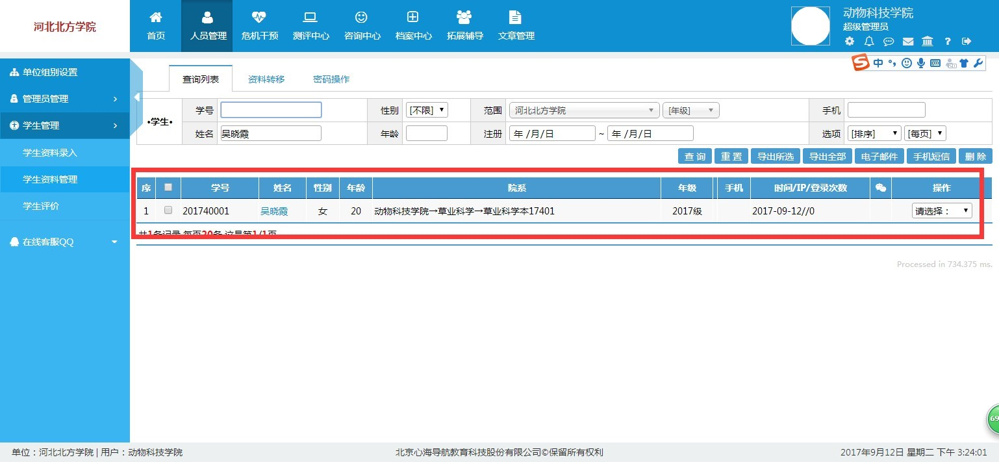 河北北方学院
首页 人员管理 危机干预 测评中心 咨询中心 档案中心 拓展辅导 文章管理
动物科技学院
超级管理员
中
单位组别设置
管理员管理
学生管理
学生资料录入
学生资料管理
学生评价
在线客服QQ
查询列表 资料转移 密码操作
•学生•
学号 性别 [不限] 范围 河北北方学院 [年级] 手机
姓名 吴晓霞 年龄 注册 年 /月/日 ~ 年 /月/日 选项 [排序] [每页]
查 询 重 置 导出所选 导出全部 电子邮件 手机短信 删 除
序 学号 姓名 性别 年龄 院系 年级 手机 时间/IP/登录次数 操作
1 201740001 吴晓霞 女 20 动物科技学院→草业科学→草业科学本17401 2017级 2017-09-12//0 请选择：
共1条记录 每页20条 这是第1/1页
Processed in 734.375 ms.
69
单位：河北北方学院 | 用户：动物科技学院 北京心海导航教育科技股份有限公司©保留所有权利 2017年9月12日 星期二 下午 3:24:01